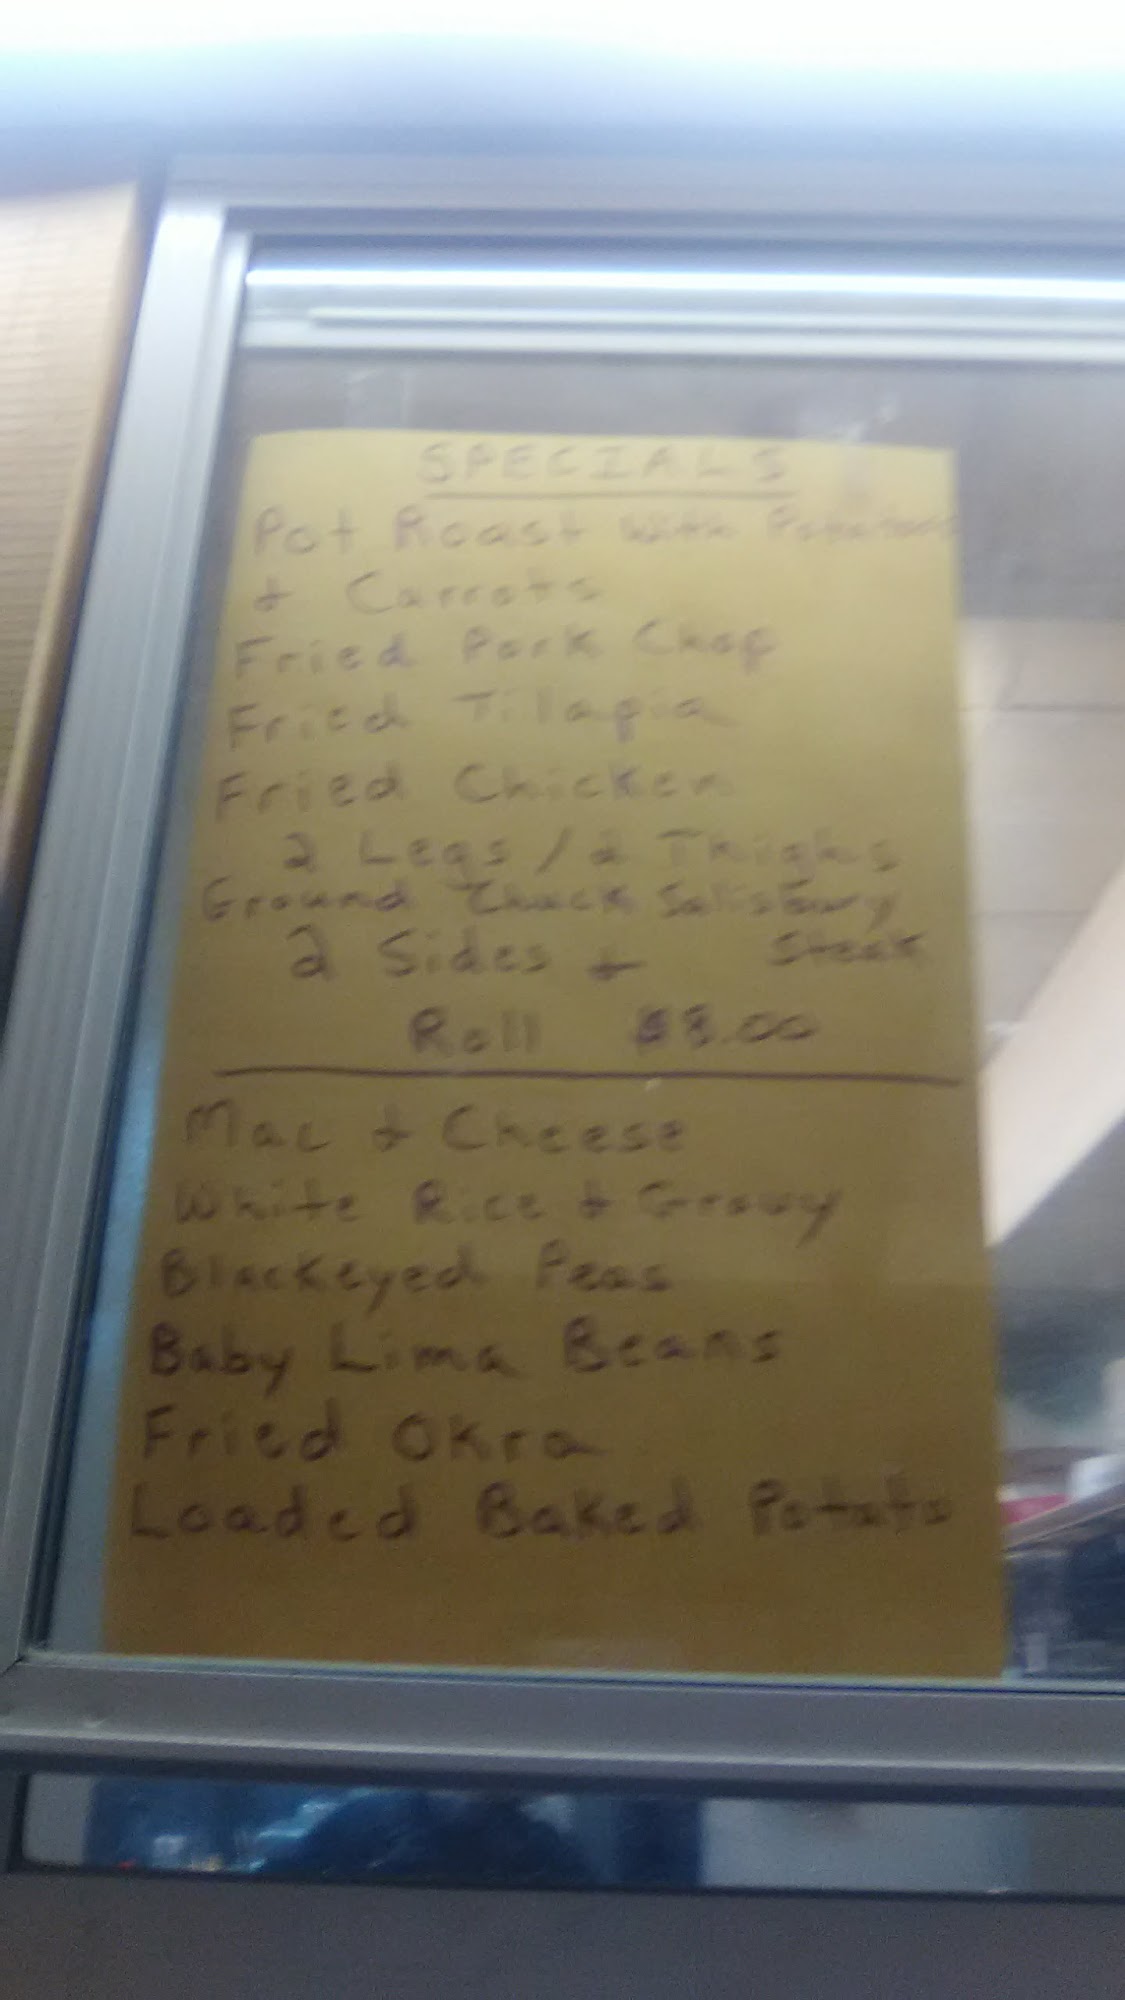 SPECIALS
Pot Roast with Potatoes
& Carrots
Fried Pork Chop
Fried Tilapia
Fried Chicken
2 Legs / 2 Thighs
Ground Chuck Salisbury
Steak
2 Sides +
Roll $8.00
Mac & Cheese
White Rice & Gravy
Blackeyed Peas
Baby Lima Beans
Fried Okra
Loaded Baked Potato